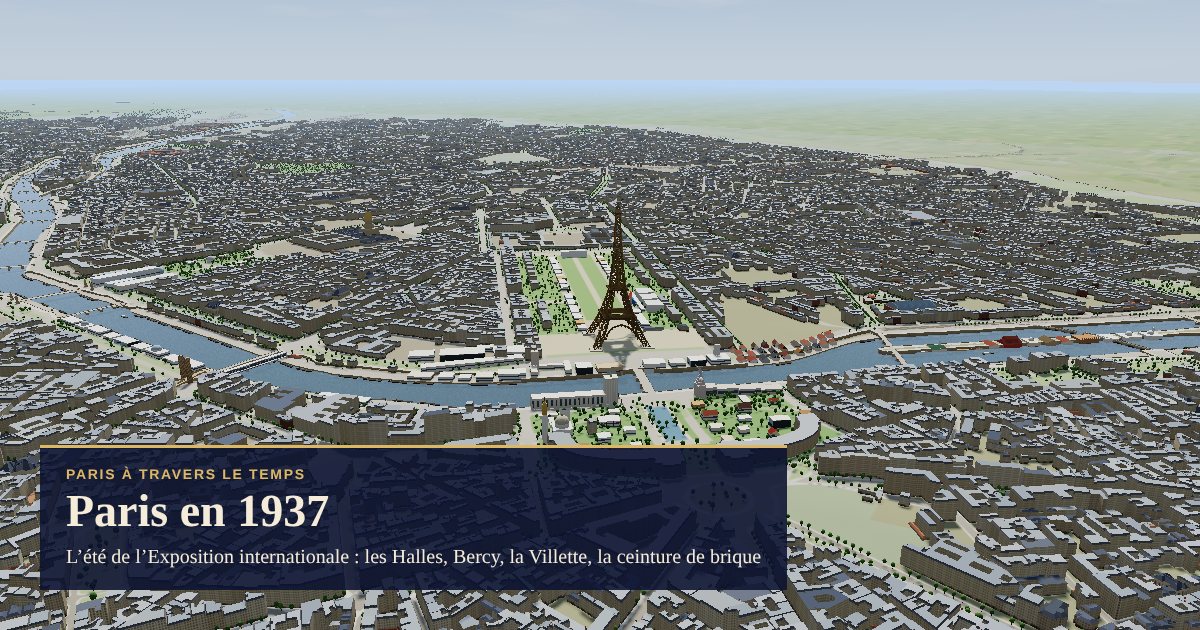 PARIS À TRAVERS LE TEMPS
Paris en 1937
L’été de l’Exposition internationale : les Halles, Bercy, la Villette, la ceinture de brique